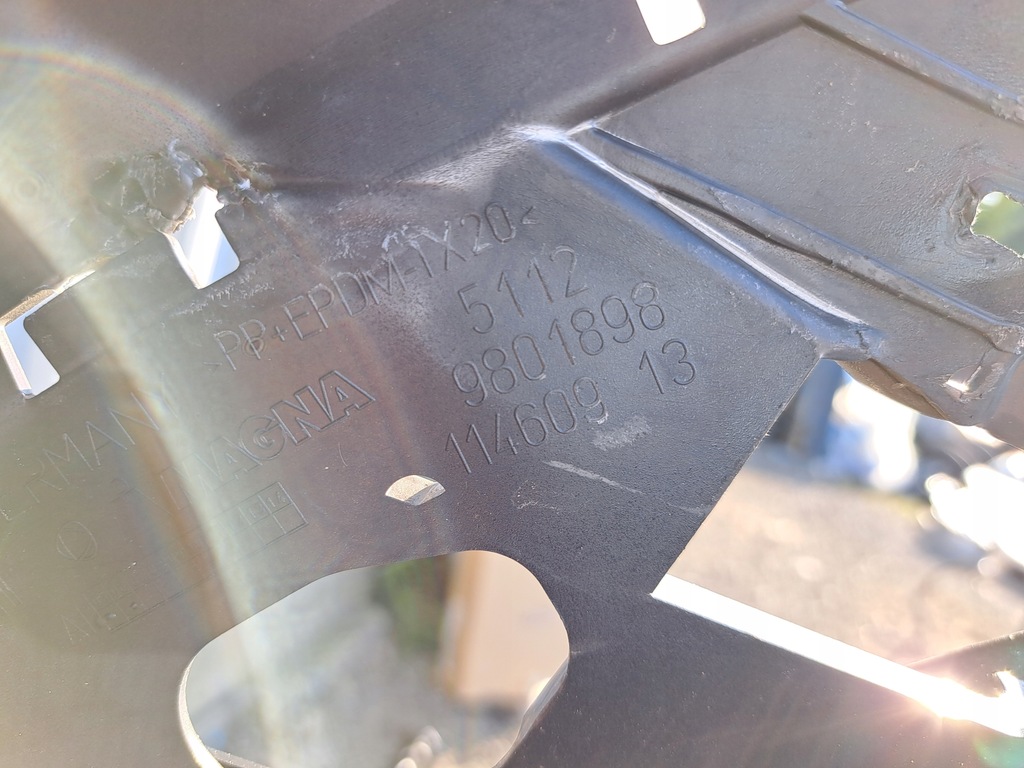 >PP+EPDM-TX20<
5112
9801898
114609 13
MAGNA